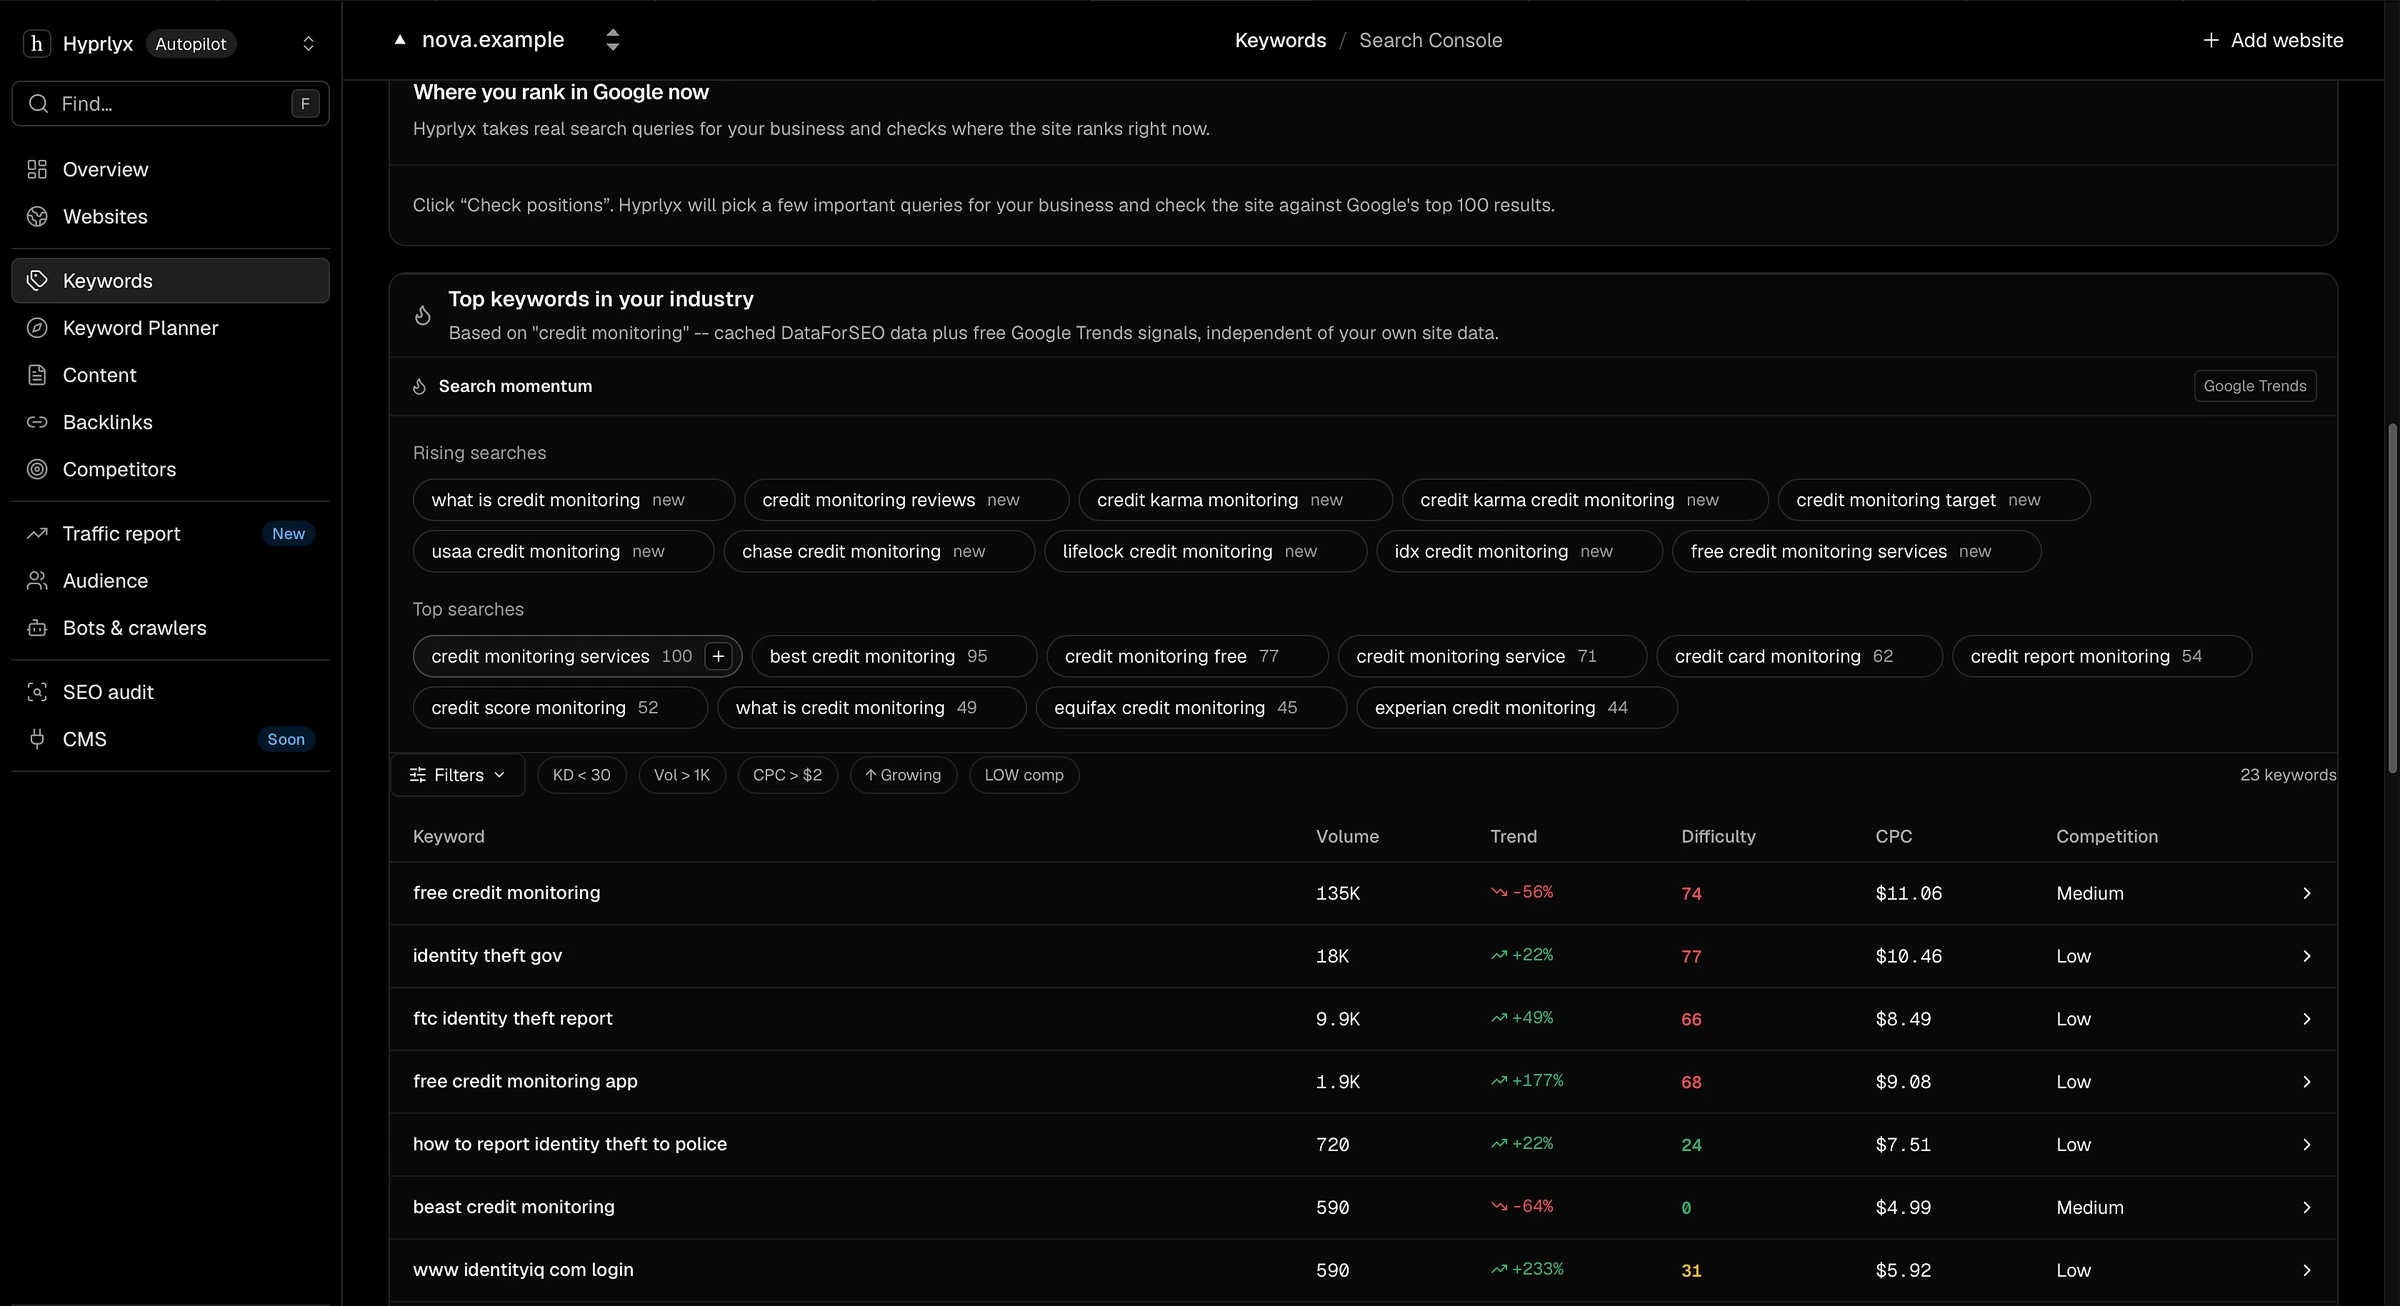 h Hyprlyx Autopilot
Find... F
Overview
Websites
Keywords
Keyword Planner
Content
Backlinks
Competitors
Traffic report New
Audience
Bots & crawlers
SEO audit
CMS Soon
nova.example
Keywords / Search Console
+ Add website
Where you rank in Google now
Hyprlyx takes real search queries for your business and checks where the site ranks right now.
Click “Check positions”. Hyprlyx will pick a few important queries for your business and check the site against Google's top 100 results.
Top keywords in your industry
Based on "credit monitoring" -- cached DataForSEO data plus free Google Trends signals, independent of your own site data.
Search momentum Google Trends
Rising searches
what is credit monitoring new credit monitoring reviews new credit karma monitoring new credit karma credit monitoring new credit monitoring target new
usaa credit monitoring new chase credit monitoring new lifelock credit monitoring new idx credit monitoring new free credit monitoring services new
Top searches
credit monitoring services 100 + best credit monitoring 95 credit monitoring free 77 credit monitoring service 71 credit card monitoring 62 credit report monitoring 54
credit score monitoring 52 what is credit monitoring 49 equifax credit monitoring 45 experian credit monitoring 44
Filters KD < 30 Vol > 1K CPC > $2 ↑ Growing LOW comp 23 keywords
Keyword Volume Trend Difficulty CPC Competition
free credit monitoring 135K -56% 74 $11.06 Medium
identity theft gov 18K +22% 77 $10.46 Low
ftc identity theft report 9.9K +49% 66 $8.49 Low
free credit monitoring app 1.9K +177% 68 $9.08 Low
how to report identity theft to police 720 +22% 24 $7.51 Low
beast credit monitoring 590 -64% 0 $4.99 Medium
www identityiq com login 590 +233% 31 $5.92 Low